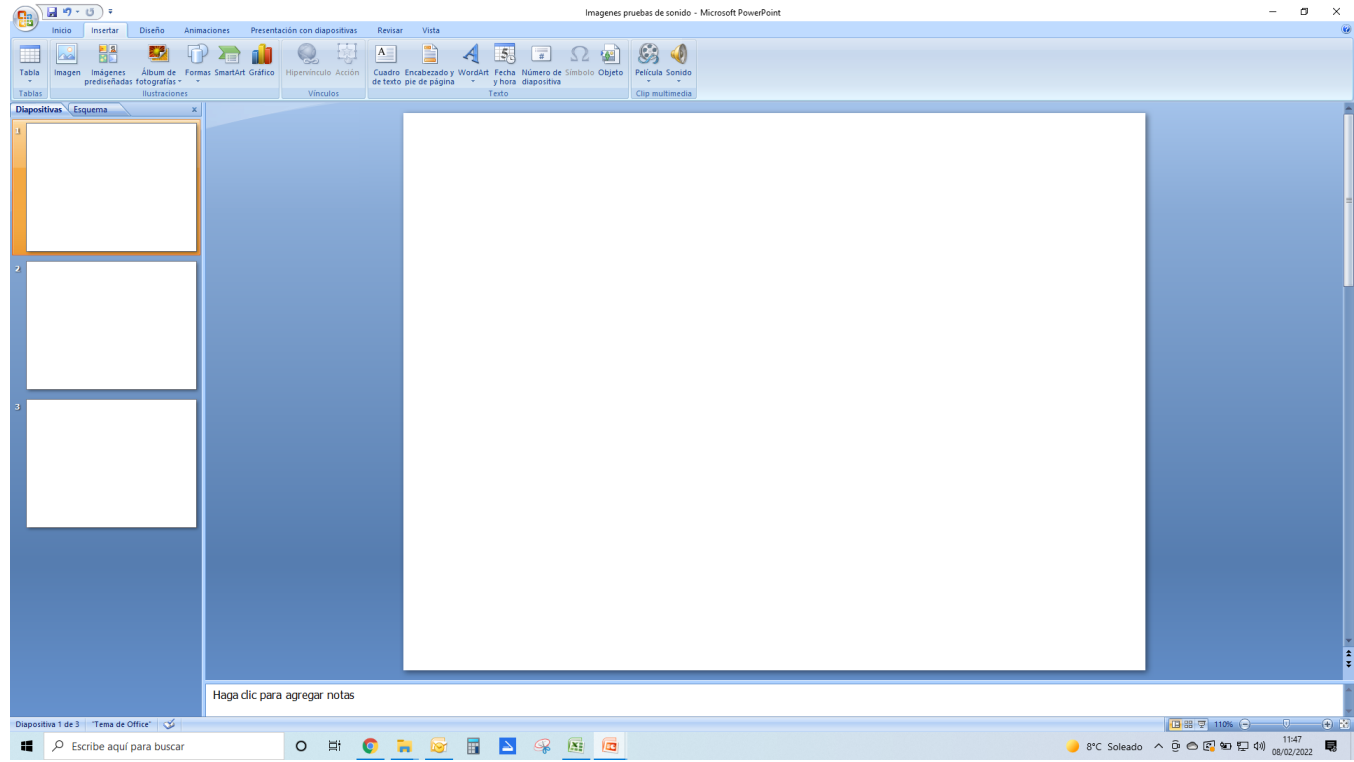 Imagenes pruebas de sonido - Microsoft PowerPoint
Inicio Insertar Diseño Animaciones Presentación con diapositivas Revisar Vista
Tabla Imagen Imágenes prediseñadas Álbum de fotografías Formas SmartArt Gráfico Hipervínculo Acción Cuadro de texto Encabezado y pie de página WordArt Fecha y hora Número de diapositiva Símbolo Objeto Película Sonido
Tablas Ilustraciones Vínculos Texto Clip multimedia
Diapositivas Esquema x
1
2
3
Haga clic para agregar notas
Diapositiva 1 de 3 "Tema de Office" 110%
Escribe aquí para buscar 8°C Soleado 11:47
08/02/2022